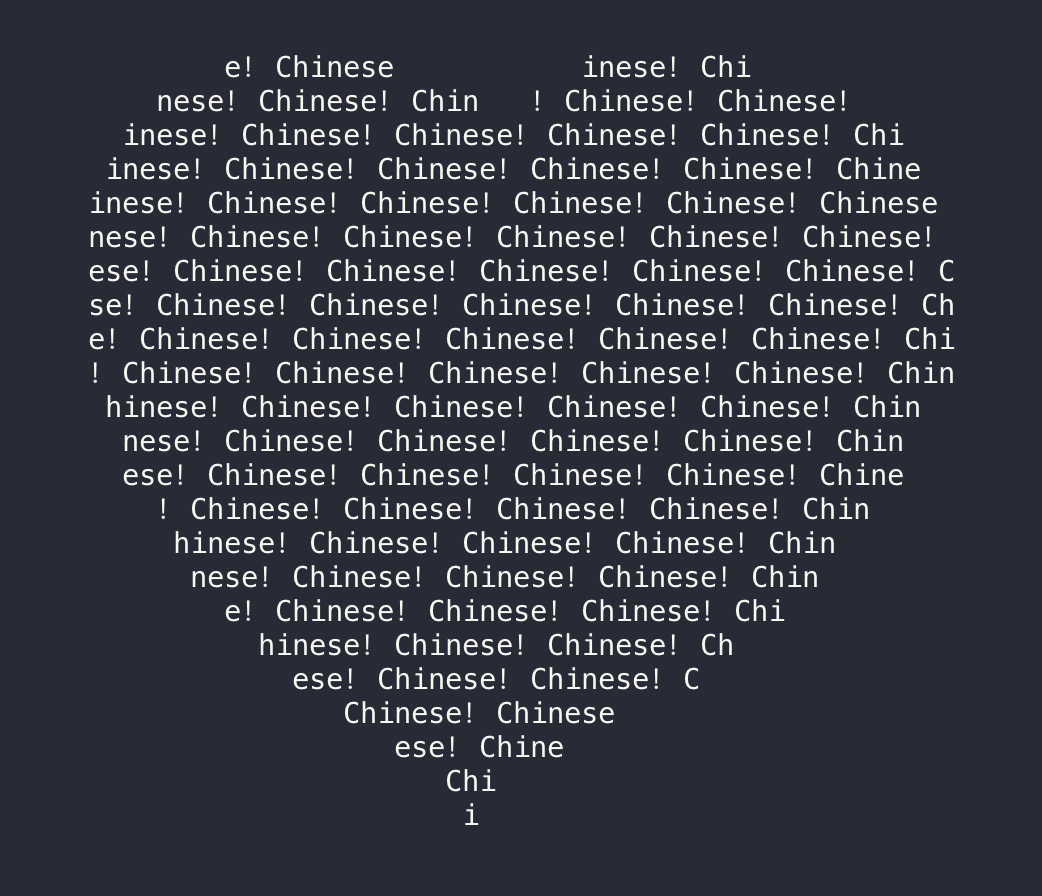 e! Chinese           inese! Chi
nese! Chinese! Chin   ! Chinese! Chinese!
inese! Chinese! Chinese! Chinese! Chinese! Chi
inese! Chinese! Chinese! Chinese! Chinese! Chine
inese! Chinese! Chinese! Chinese! Chinese! Chinese
nese! Chinese! Chinese! Chinese! Chinese! Chinese!
ese! Chinese! Chinese! Chinese! Chinese! Chinese! C
se! Chinese! Chinese! Chinese! Chinese! Chinese! Ch
e! Chinese! Chinese! Chinese! Chinese! Chinese! Chi
! Chinese! Chinese! Chinese! Chinese! Chinese! Chin
hinese! Chinese! Chinese! Chinese! Chinese! Chin
nese! Chinese! Chinese! Chinese! Chinese! Chin
ese! Chinese! Chinese! Chinese! Chinese! Chine
! Chinese! Chinese! Chinese! Chinese! Chin
hinese! Chinese! Chinese! Chinese! Chin
nese! Chinese! Chinese! Chinese! Chin
e! Chinese! Chinese! Chinese! Chi
hinese! Chinese! Chinese! Ch
ese! Chinese! Chinese! C
Chinese! Chinese
ese! Chine
Chi
i